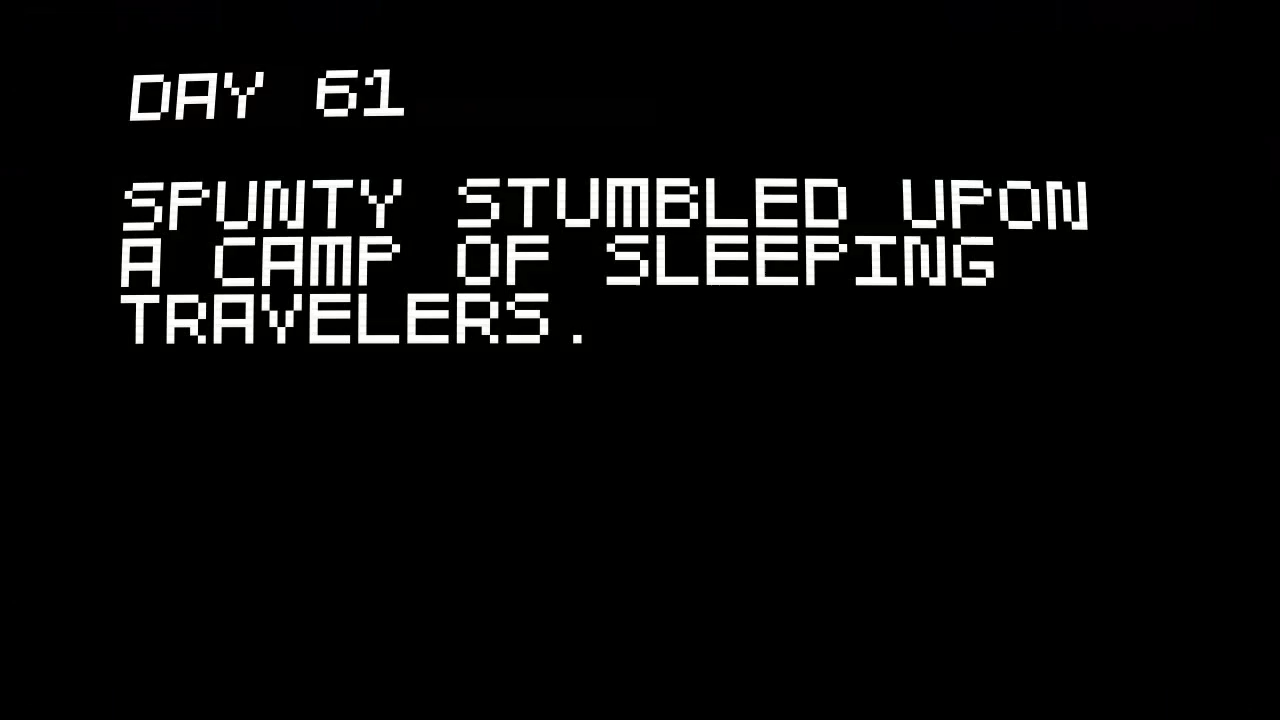 DAY 61
SPUNTY STUMBLED UPON
A CAMP OF SLEEPING
TRAVELERS.